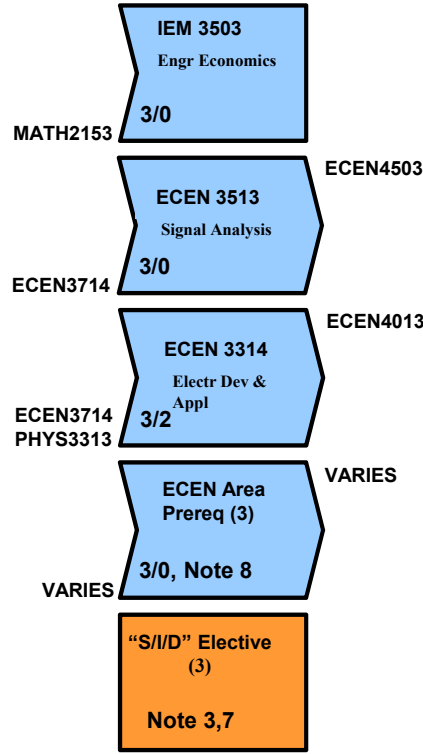 IEM 3503
Engr Economics
3/0
MATH2153
ECEN4503
ECEN 3513
Signal Analysis
3/0
ECEN3714
ECEN4013
ECEN 3314
Electr Dev &
Appl
3/2
ECEN3714
PHYS3313
VARIES
ECEN Area
Prereq (3)
3/0, Note 8
VARIES
“S/I/D” Elective
(3)
Note 3,7